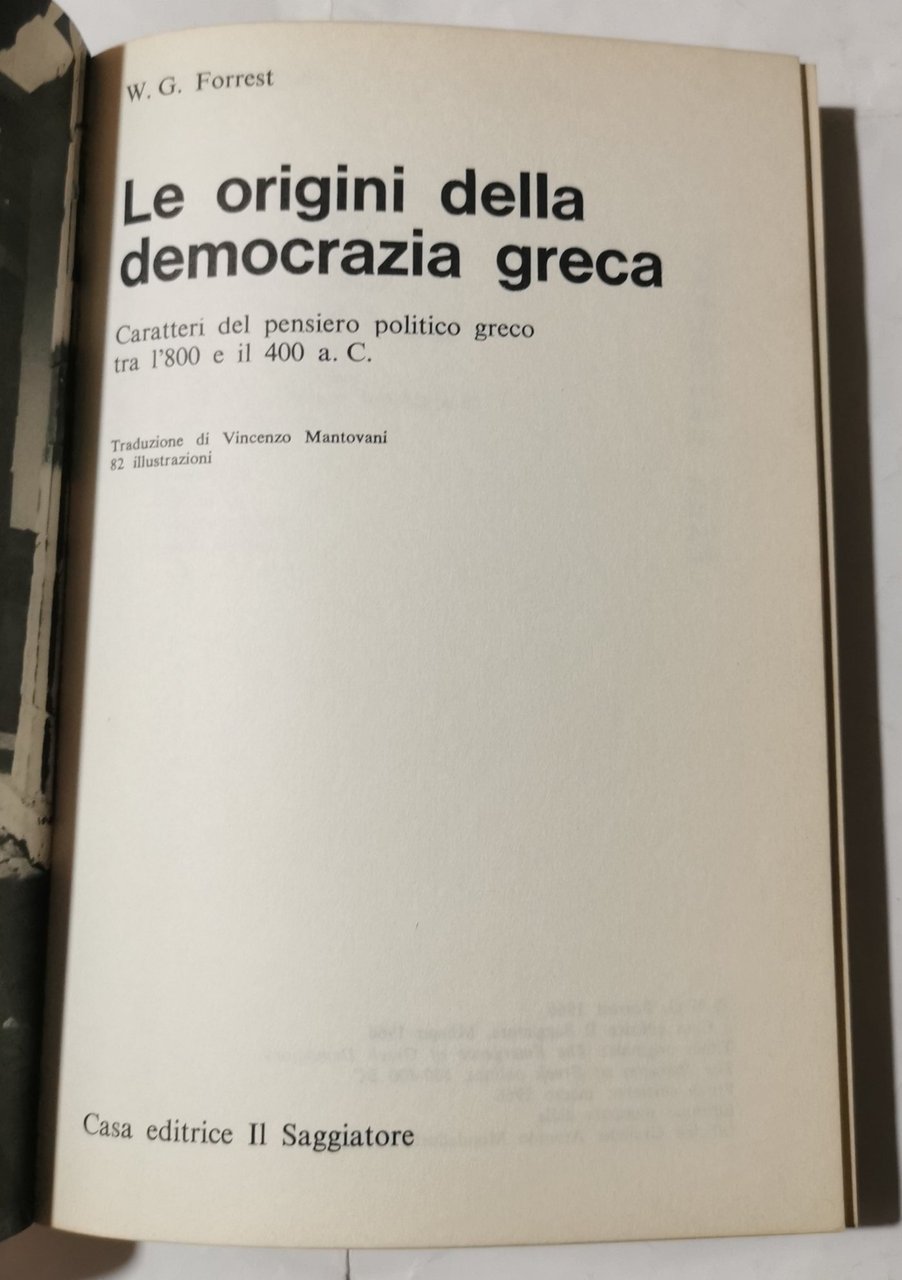 W. G. Forrest
Le origini della
democrazia greca
Caratteri del pensiero politico greco
tra l'800 e il 400 a. C.
Traduzione di Vincenzo Mantovani
82 illustrazioni
Casa editrice Il Saggiatore